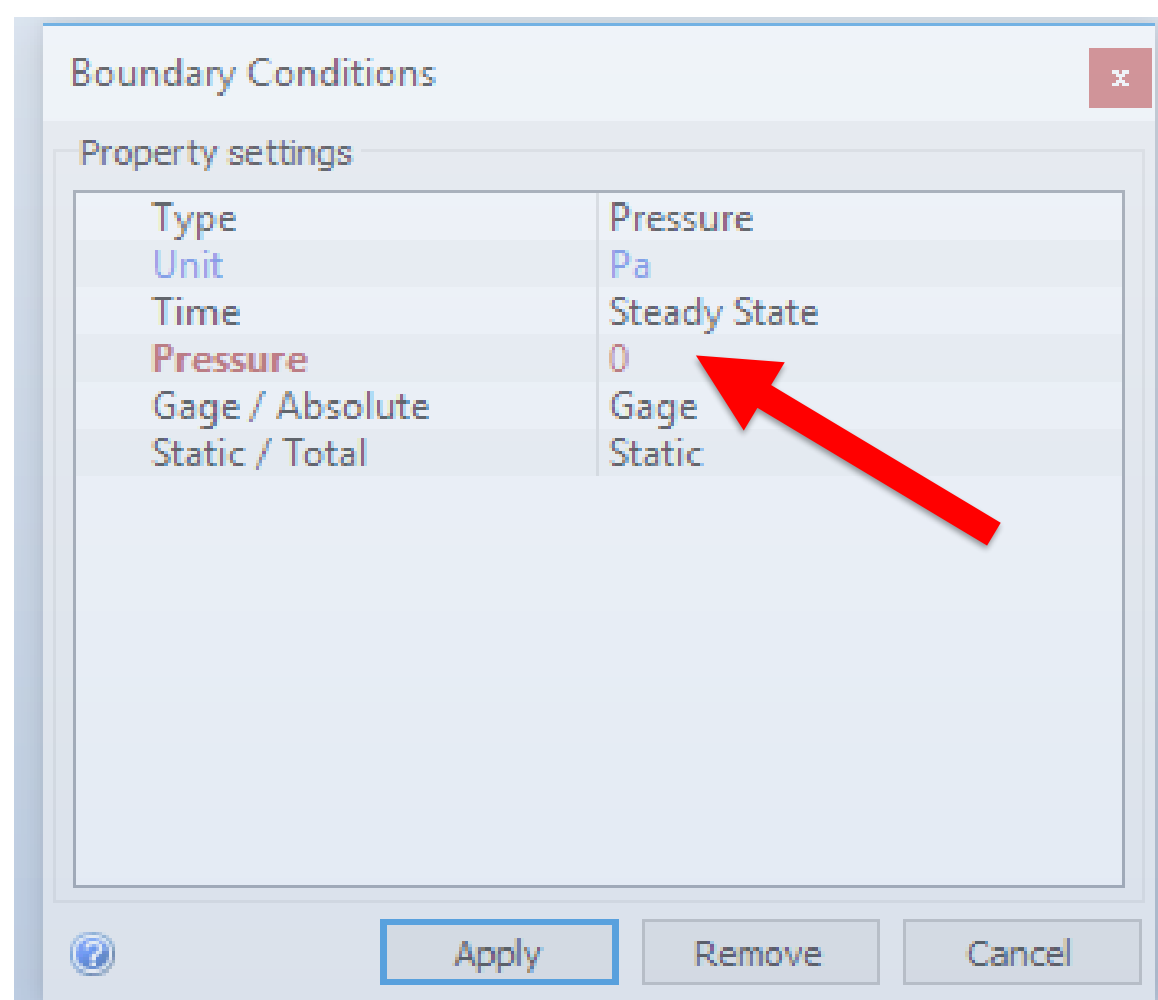 Boundary Conditions
x
Property settings
Type Pressure
Unit Pa
Time Steady State
Pressure 0
Gage / Absolute Gage
Static / Total Static
? Apply Remove Cancel